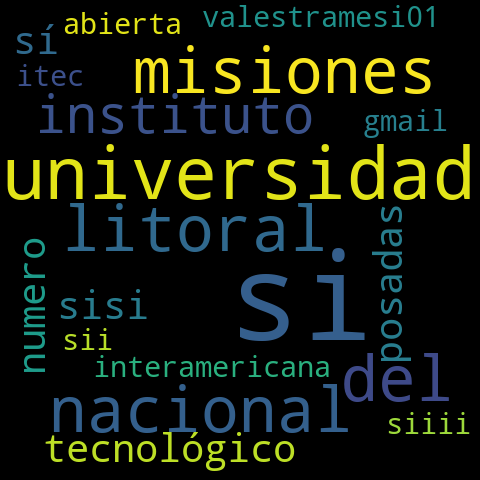 valestramesi01
abierta
sí
misiones
itec
instituto
gmail
universidad
litoral
posadas
numero
si
sisi
sii
interamericana
del
nacional
siiii
tecnológico